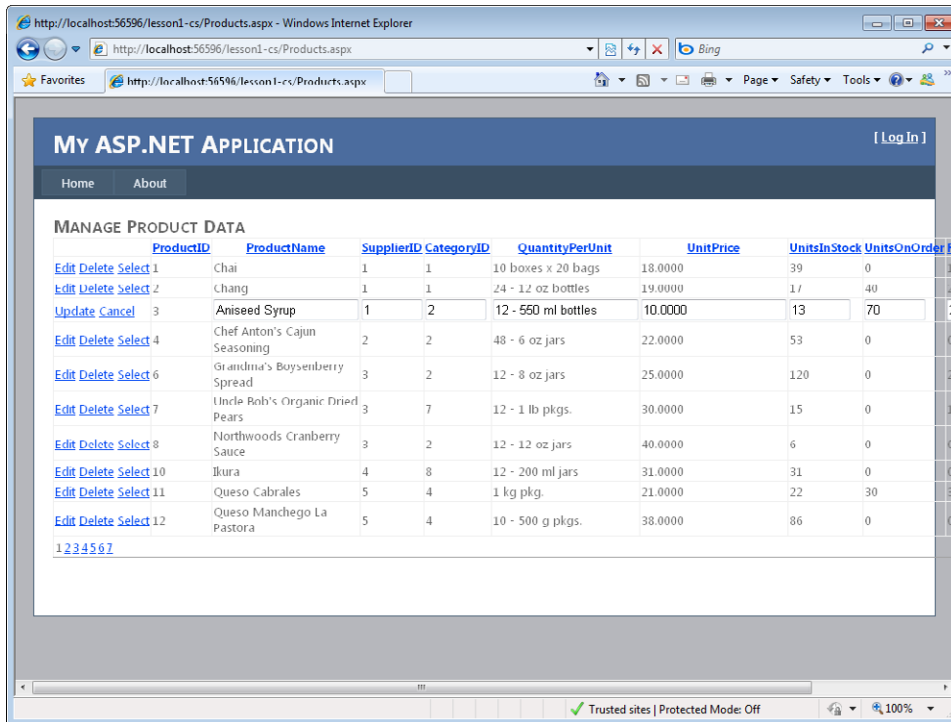 http://localhost:56596/lesson1-cs/Products.aspx - Windows Internet Explorer
http://localhost:56596/lesson1-cs/Products.aspx
Bing
Favorites http://localhost:56596/lesson1-cs/Products.aspx Page Safety Tools
MY ASP.NET APPLICATION
[ Log In ]
Home About
MANAGE PRODUCT DATA
ProductID ProductName SupplierID CategoryID QuantityPerUnit UnitPrice UnitsInStock UnitsOnOrder
Edit Delete Select 1 Chai 1 1 10 boxes x 20 bags 18.0000 39 0
Edit Delete Select 2 Chang 1 1 24 - 12 oz bottles 19.0000 17 40
Update Cancel 3 Aniseed Syrup 1 2 12 - 550 ml bottles 10.0000 13 70
Edit Delete Select 4 Chef Anton's Cajun Seasoning 2 2 48 - 6 oz jars 22.0000 53 0
Edit Delete Select 6 Grandma's Boysenberry Spread 3 2 12 - 8 oz jars 25.0000 120 0
Edit Delete Select 7 Uncle Bob's Organic Dried Pears 3 7 12 - 1 lb pkgs. 30.0000 15 0
Edit Delete Select 8 Northwoods Cranberry Sauce 3 2 12 - 12 oz jars 40.0000 6 0
Edit Delete Select 10 Ikura 4 8 12 - 200 ml jars 31.0000 31 0
Edit Delete Select 11 Queso Cabrales 5 4 1 kg pkg. 21.0000 22 30
Edit Delete Select 12 Queso Manchego La Pastora 5 4 10 - 500 g pkgs. 38.0000 86 0
1 2 3 4 5 6 7
Trusted sites | Protected Mode: Off 100%